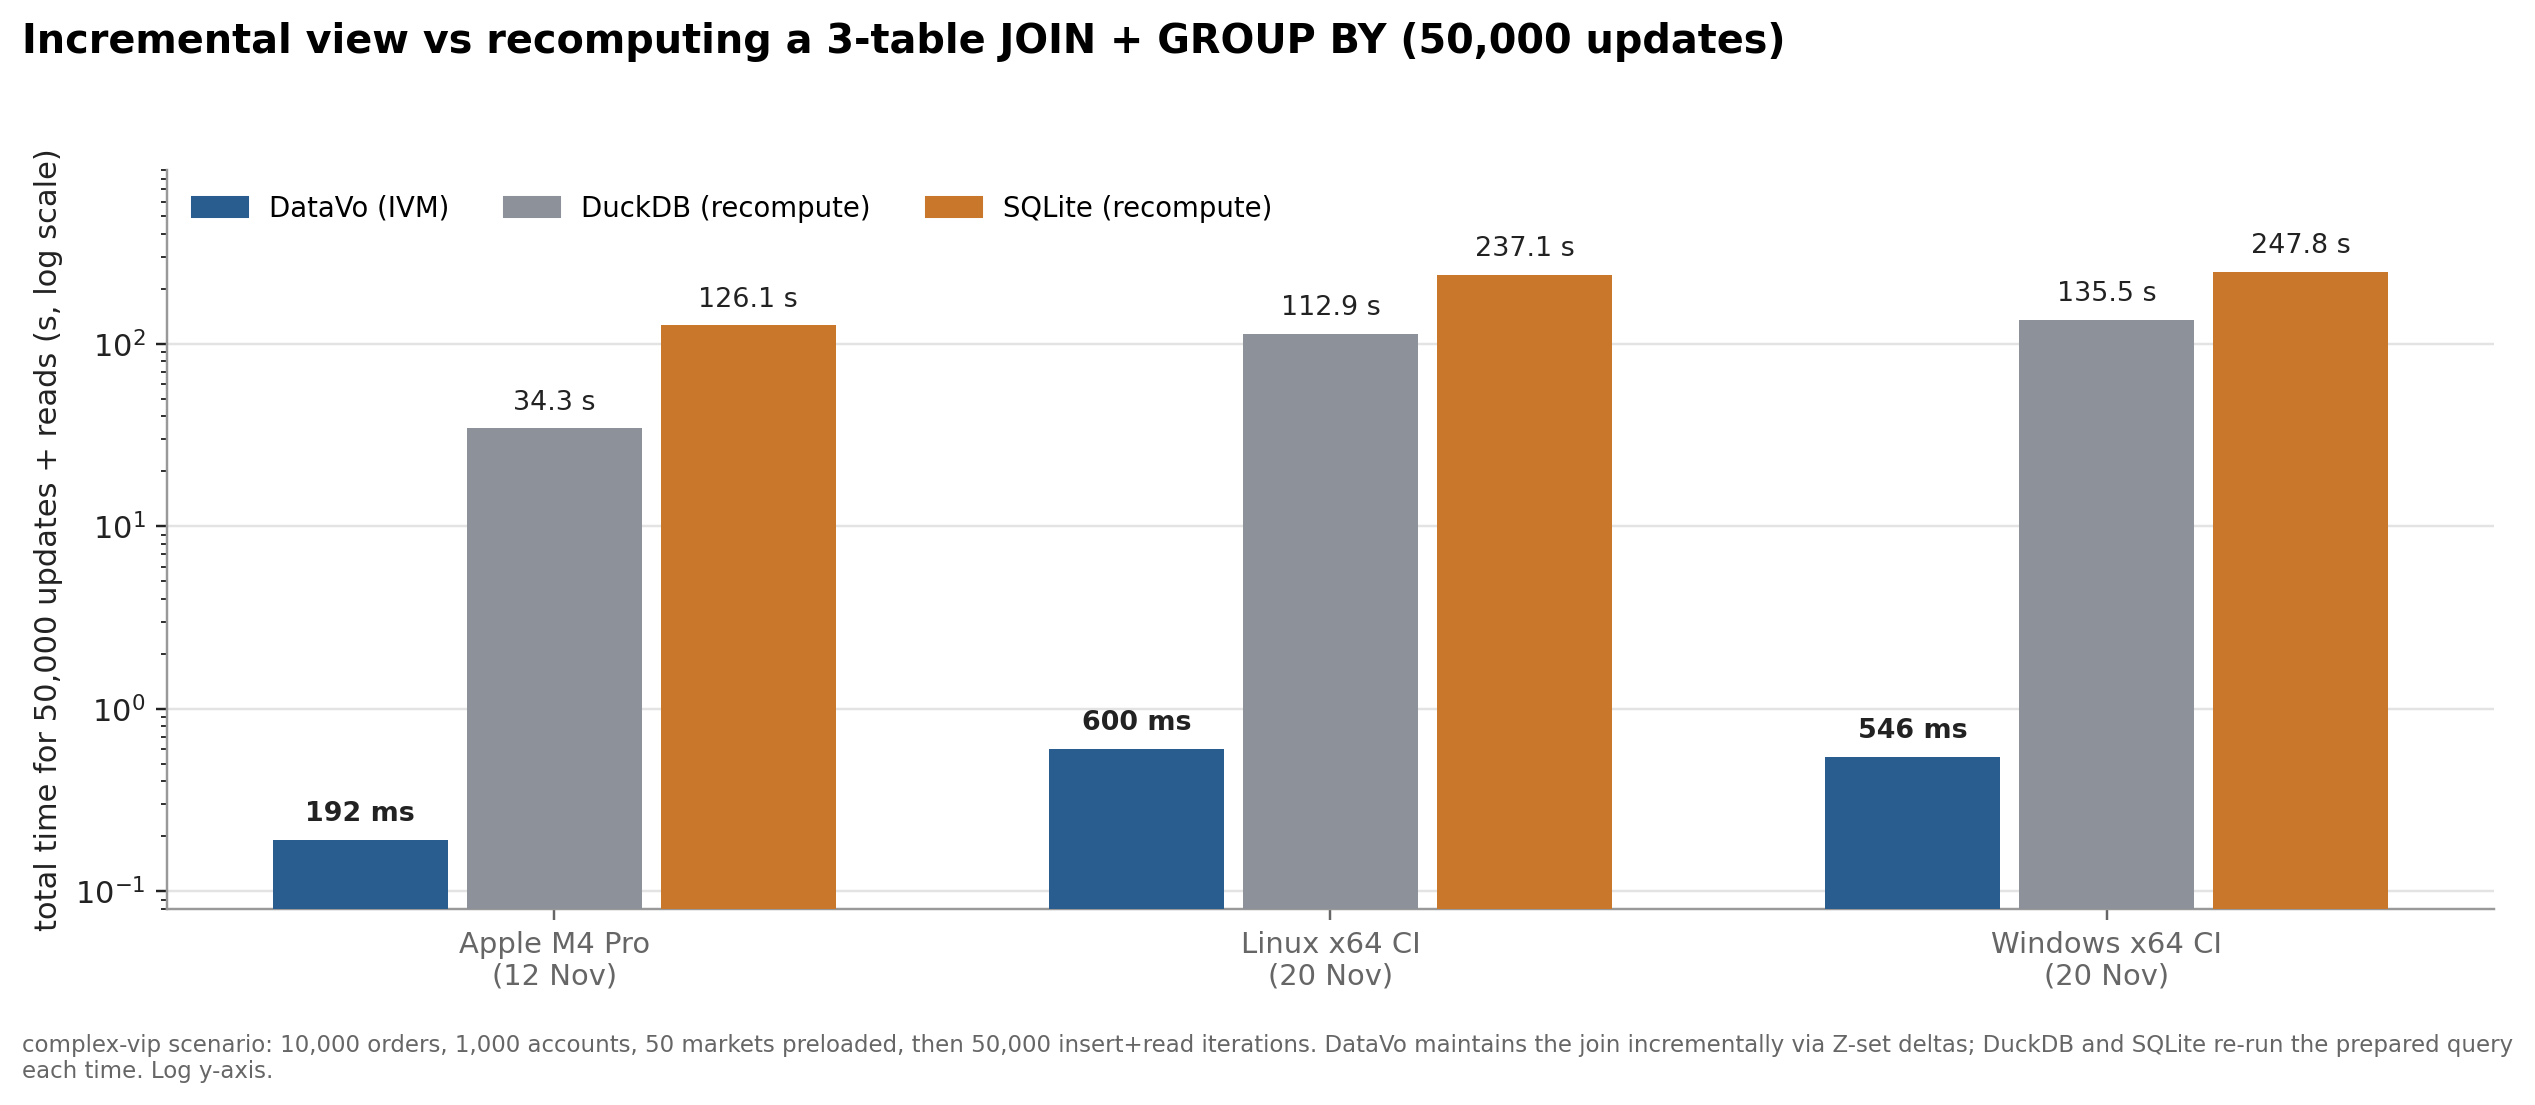 Incremental view vs recomputing a 3-table JOIN + GROUP BY (50,000 updates)
total time for 50,000 updates + reads (s, log scale)
DataVo (IVM)
DuckDB (recompute)
SQLite (recompute)
10²
10¹
10⁰
10⁻¹
192 ms
34.3 s
126.1 s
600 ms
112.9 s
237.1 s
546 ms
135.5 s
247.8 s
Apple M4 Pro
(12 Nov)
Linux x64 CI
(20 Nov)
Windows x64 CI
(20 Nov)
complex-vip scenario: 10,000 orders, 1,000 accounts, 50 markets preloaded, then 50,000 insert+read iterations. DataVo maintains the join incrementally via Z-set deltas; DuckDB and SQLite re-run the prepared query
each time. Log y-axis.